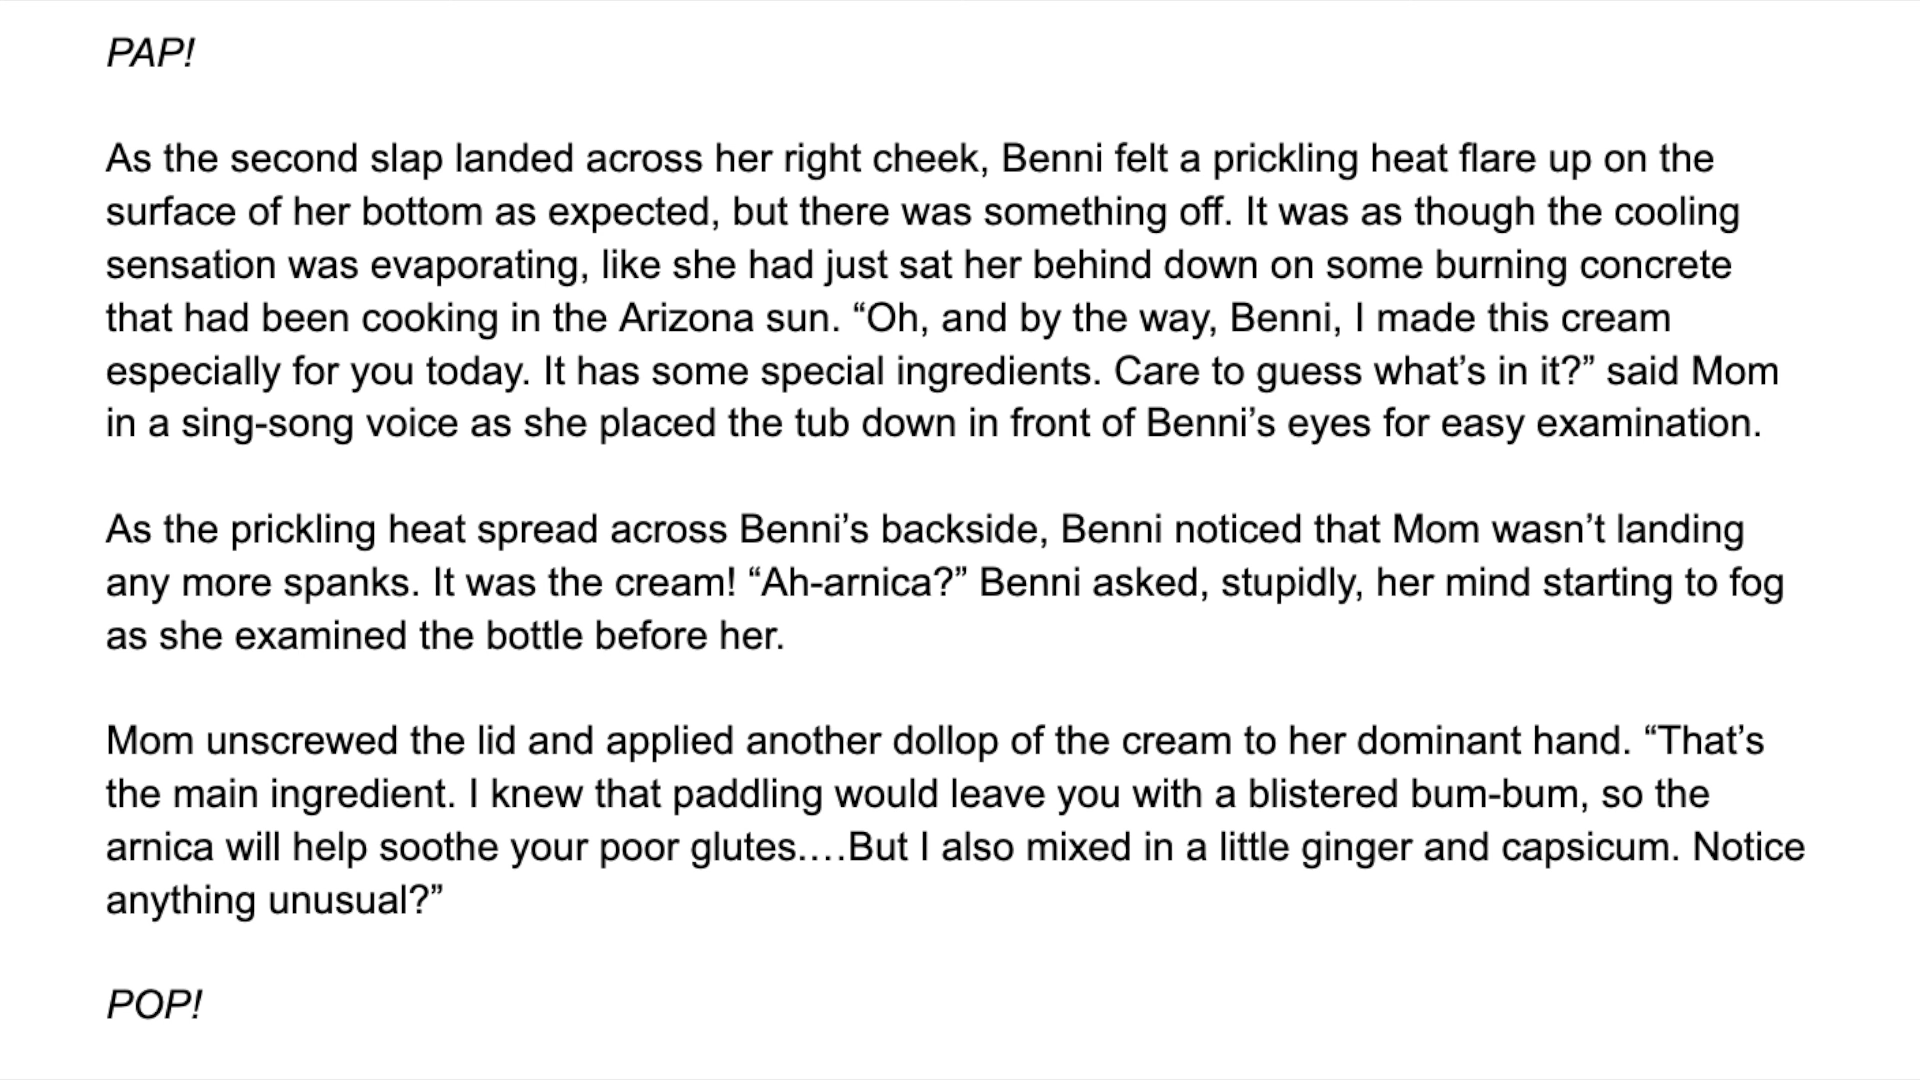 PAP!
As the second slap landed across her right cheek, Benni felt a prickling heat flare up on the
surface of her bottom as expected, but there was something off. It was as though the cooling
sensation was evaporating, like she had just sat her behind down on some burning concrete
that had been cooking in the Arizona sun. “Oh, and by the way, Benni, I made this cream
especially for you today. It has some special ingredients. Care to guess what’s in it?” said Mom
in a sing-song voice as she placed the tub down in front of Benni’s eyes for easy examination.
As the prickling heat spread across Benni’s backside, Benni noticed that Mom wasn’t landing
any more spanks. It was the cream! “Ah-arnica?” Benni asked, stupidly, her mind starting to fog
as she examined the bottle before her.
Mom unscrewed the lid and applied another dollop of the cream to her dominant hand. “That’s
the main ingredient. I knew that paddling would leave you with a blistered bum-bum, so the
arnica will help soothe your poor glutes.…But I also mixed in a little ginger and capsicum. Notice
anything unusual?”
POP!